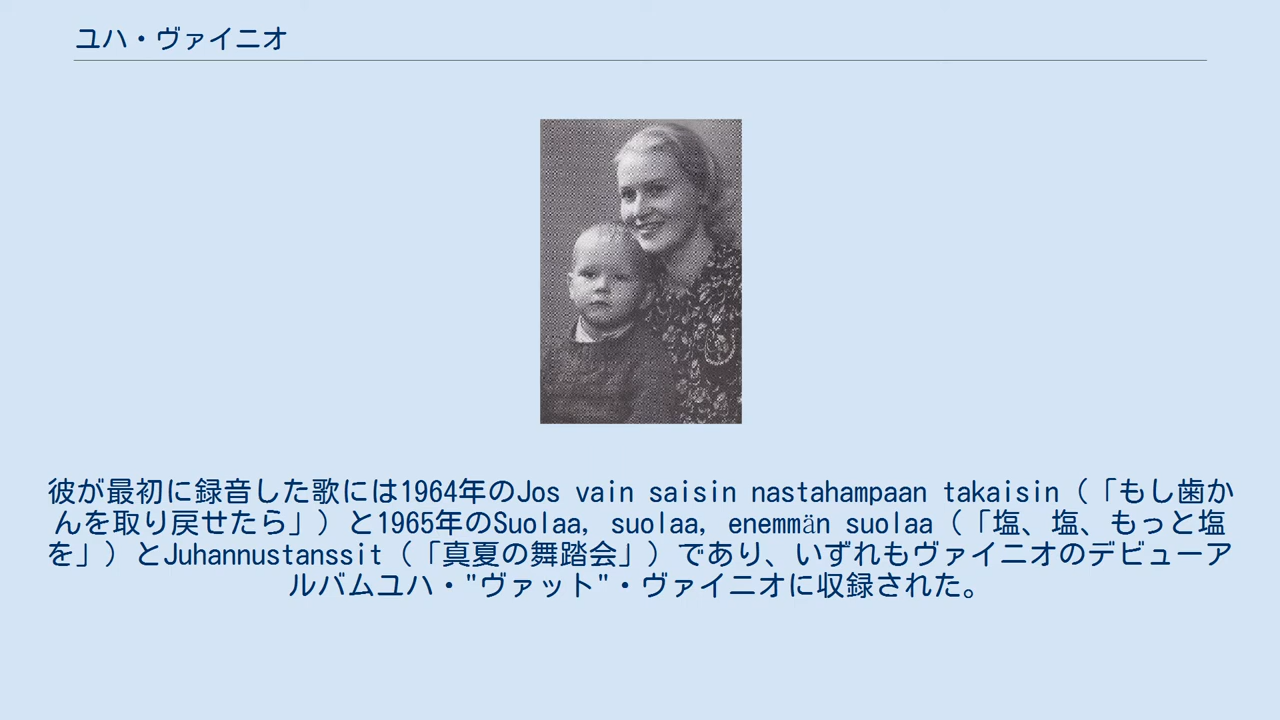 ユハ・ヴァイニオ
彼が最初に録音した歌には1964年のJos vain saisin nastahampaan takaisin（「もし歯か
んを取り戻せたら」）と1965年のSuolaa, suolaa, enemmän suolaa（「塩、塩、もっと塩
を」）とJuhannustanssit（「真夏の舞踏会」）であり、いずれもヴァイニオのデビューア
ルバムユハ・"ヴァット"・ヴァイニオに収録された。